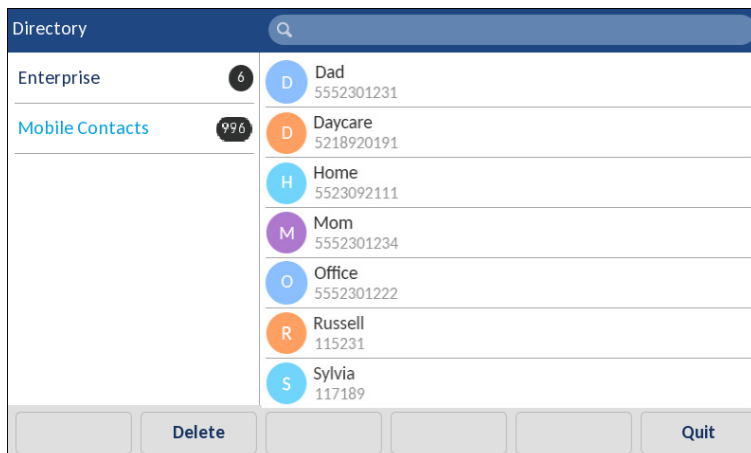 Directory
Enterprise 6
Mobile Contacts 996
D Dad
5552301231
D Daycare
5218920191
H Home
5523092111
M Mom
5552301234
O Office
5552301222
R Russell
115231
S Sylvia
117189
Delete Quit